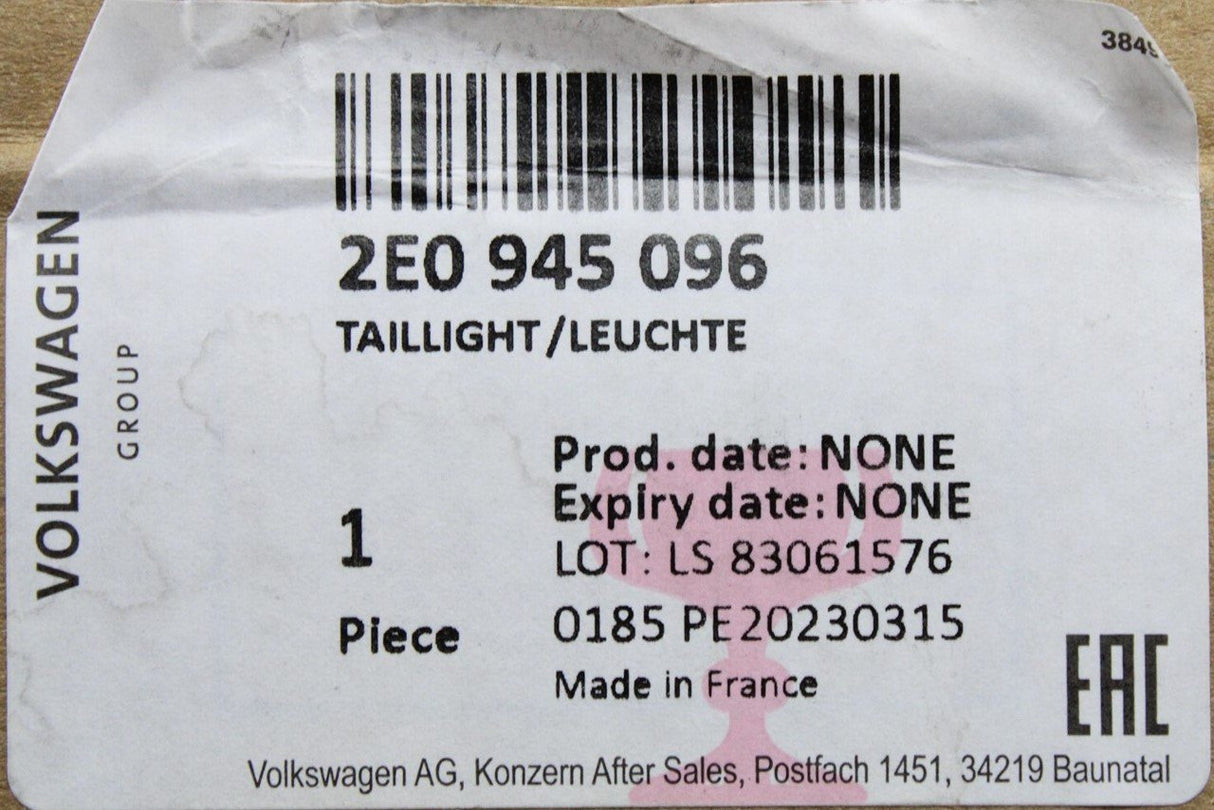 384
2E0 945 096
TAILLIGHT/LEUCHTE
VOLKSWAGEN
GROUP
Prod. date: NONE
Expiry date: NONE
1
LOT: LS 83061576
Piece
0185 PE20230315
Made in France
EAC
Volkswagen AG, Konzern After Sales, Postfach 1451, 34219 Baunatal